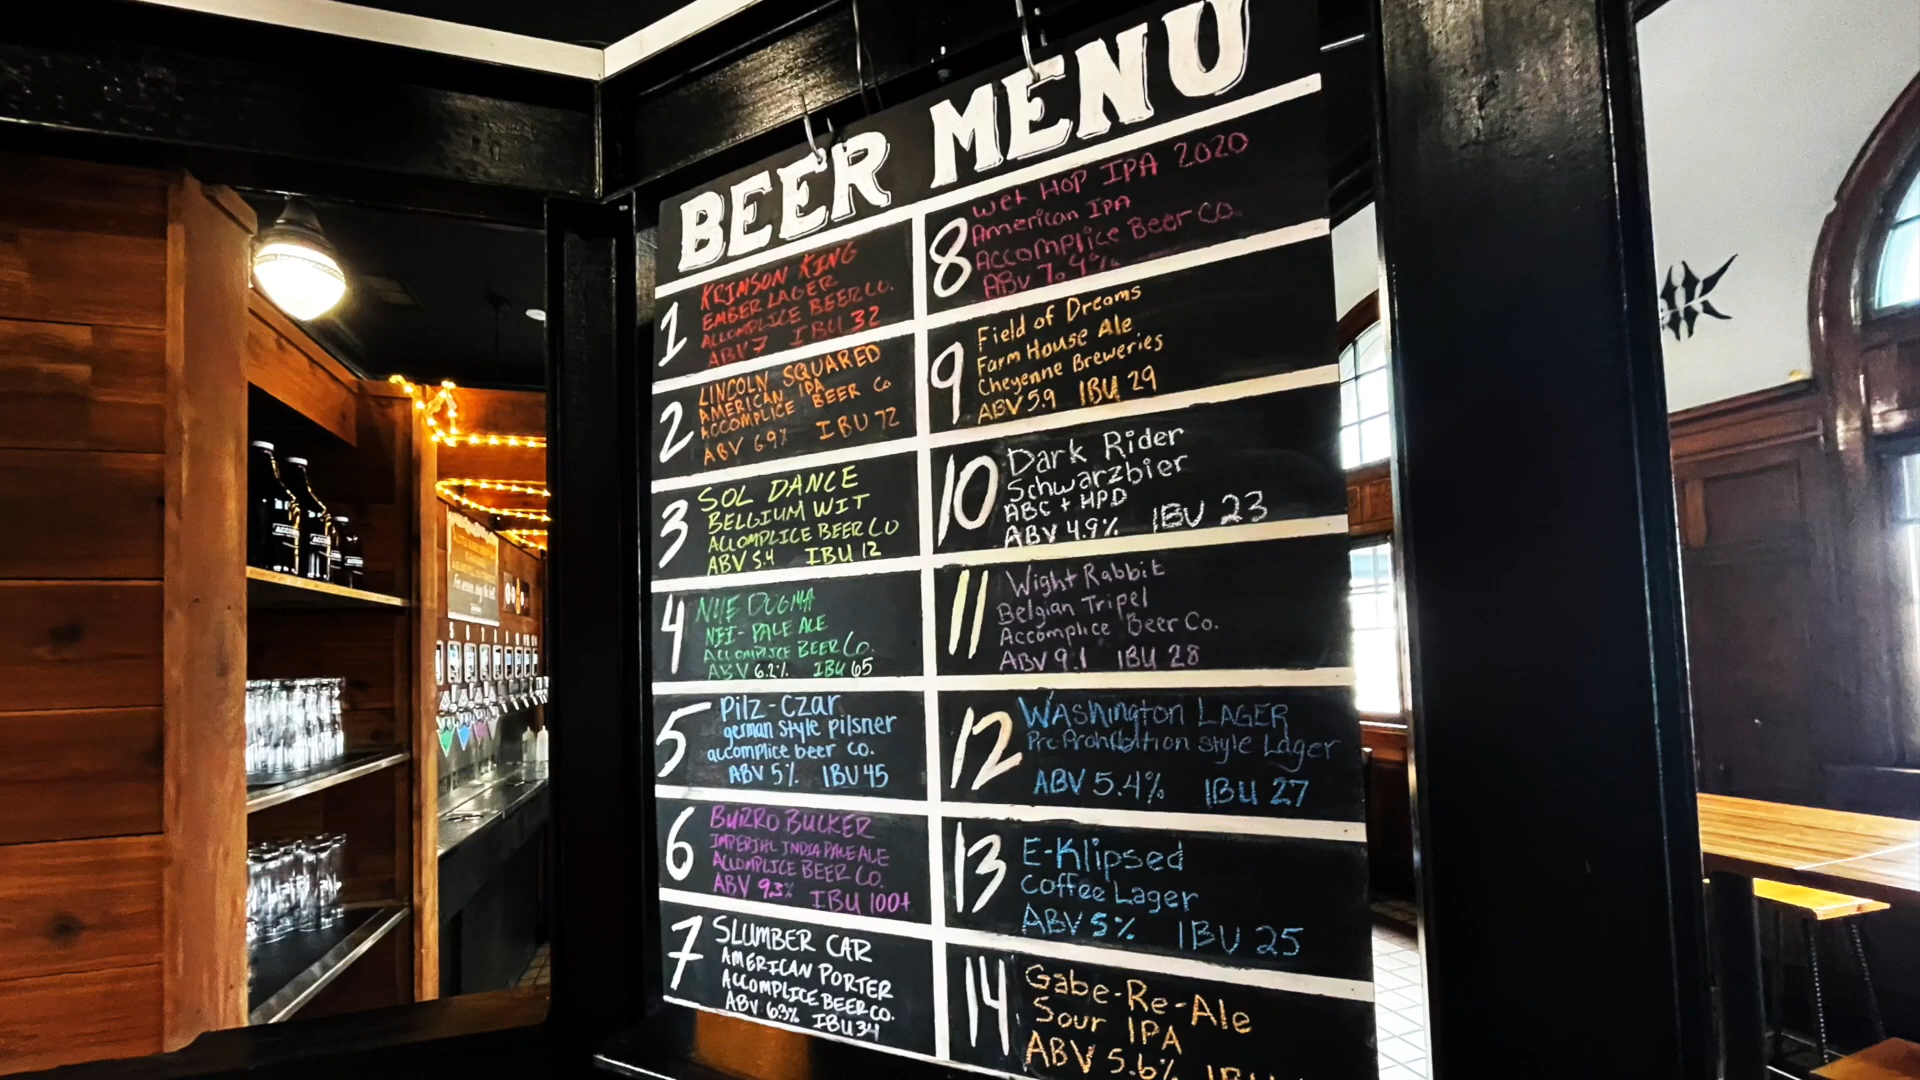 BEER MENU
1
KRIMSON KING
EMBER LAGER
ACCOMPLICE BEER CO.
ABV 7 IBU 32
2
LINCOLN SQUARED
AMERICAN IPA
ACCOMPLICE BEER Co
ABV 6.9% IBU 72
3
SOL DANCE
BELGIUM WIT
ACCOMPLICE BEER CO
ABV 5.4 IBU 12
4
NYE DOGMA
NEI-PALE ALE
ACCOMPLICE BEER Co.
ABV 6.2% IBU 65
5
Pilz-Czar
german style pilsner
accomplice beer co.
ABV 5% IBU 45
6
BURRO BUCKER
IMPERIAL INDIA PALE ALE
ACCOMPLICE BEER CO.
ABV 9.3% IBU 100+
7
SLUMBER CAR
AMERICAN PORTER
ACCOMPLICE BEER CO.
ABV 6.3% IBU 34
8
Wet Hop IPA 2020
American IPA
Accomplice Beer Co.
ABV 7.4%
9
Field of Dreams
Farm House Ale
Cheyenne Breweries
ABV 5.9 IBU 29
10
Dark Rider
Schwarzbier
ABC + HPD
ABV 4.9% IBU 23
11
Wight Rabbit
Belgian Tripel
Accomplice Beer Co.
ABV 9.1 IBU 28
12
WASHington LAGER
Pre Prohibition style Lager
ABV 5.4% IBU 27
13
E-Klipsed
Coffee Lager
ABV 5% IBU 25
14
Gabe-Re-Ale
Sour IPA
ABV 5.6%